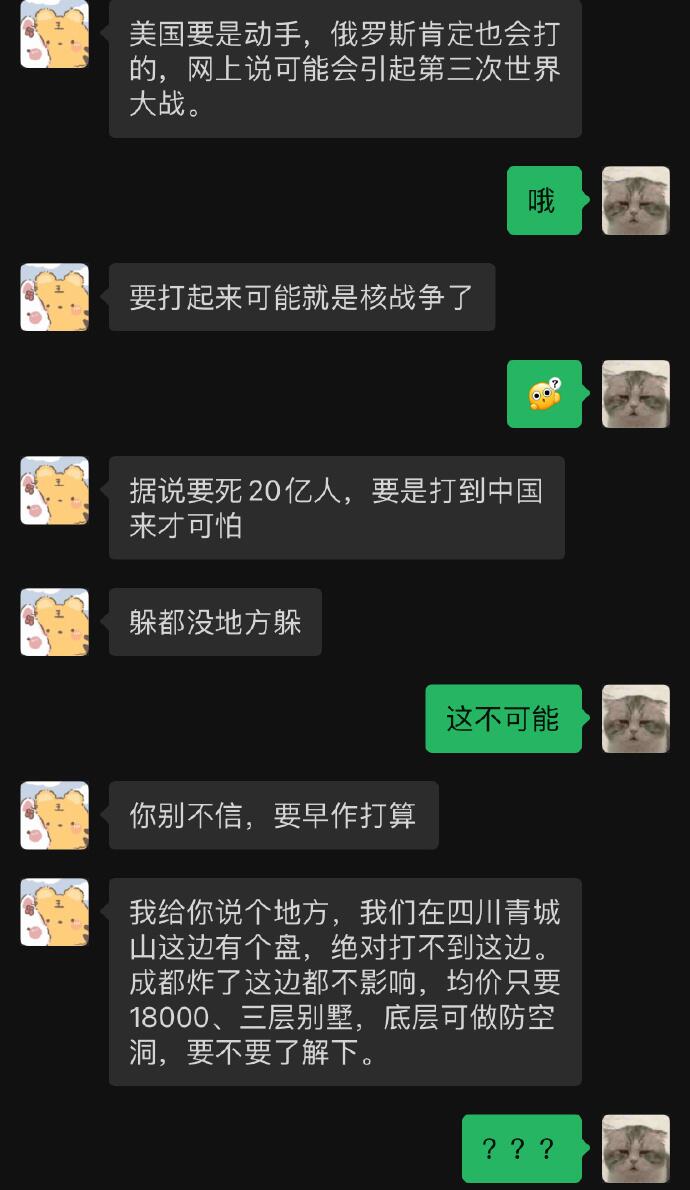 美国要是动手，俄罗斯肯定也会打
的，网上说可能会引起第三次世界
大战。
哦
要打起来可能就是核战争了
据说要死20亿人，要是打到中国
来才可怕
躲都没地方躲
这不可能
你别不信，要早作打算
我给你说个地方，我们在四川青城
山这边有个盘，绝对打不到这边。
成都炸了这边都不影响，均价只要
18000、三层别墅，底层可做防空
洞，要不要了解下。
？？？